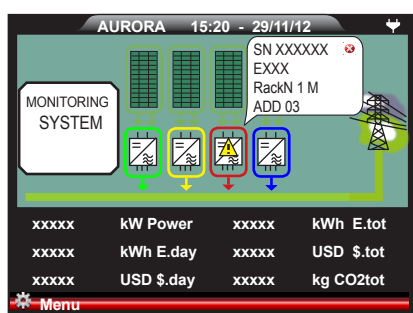 AURORA 15:20 - 29/11/12
SN XXXXXX
EXXX
RackN 1 M
ADD 03
MONITORING
SYSTEM
xxxxx kW Power xxxxx kWh E.tot
xxxxx kWh E.day xxxxx USD $.tot
xxxxx USD $.day xxxxx kg CO2tot
Menu